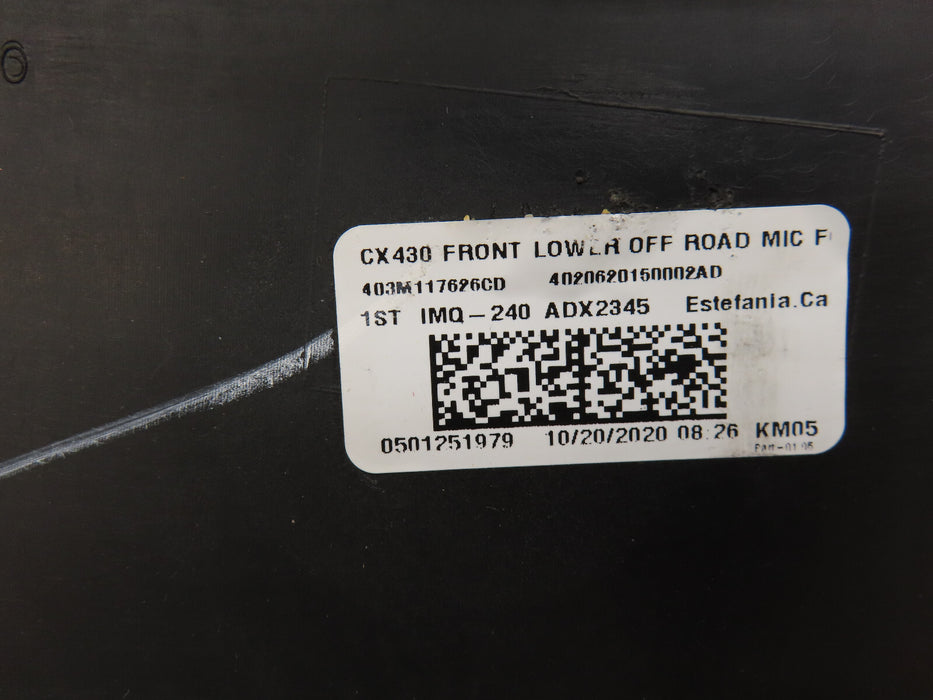 CX430 FRONT LOWER OFF ROAD MIC F
403M117626CD 4020620150002AD
1ST IMQ-240 ADX2345 Estefania.Ca
0501251979 10/20/2020 08:26 KM05